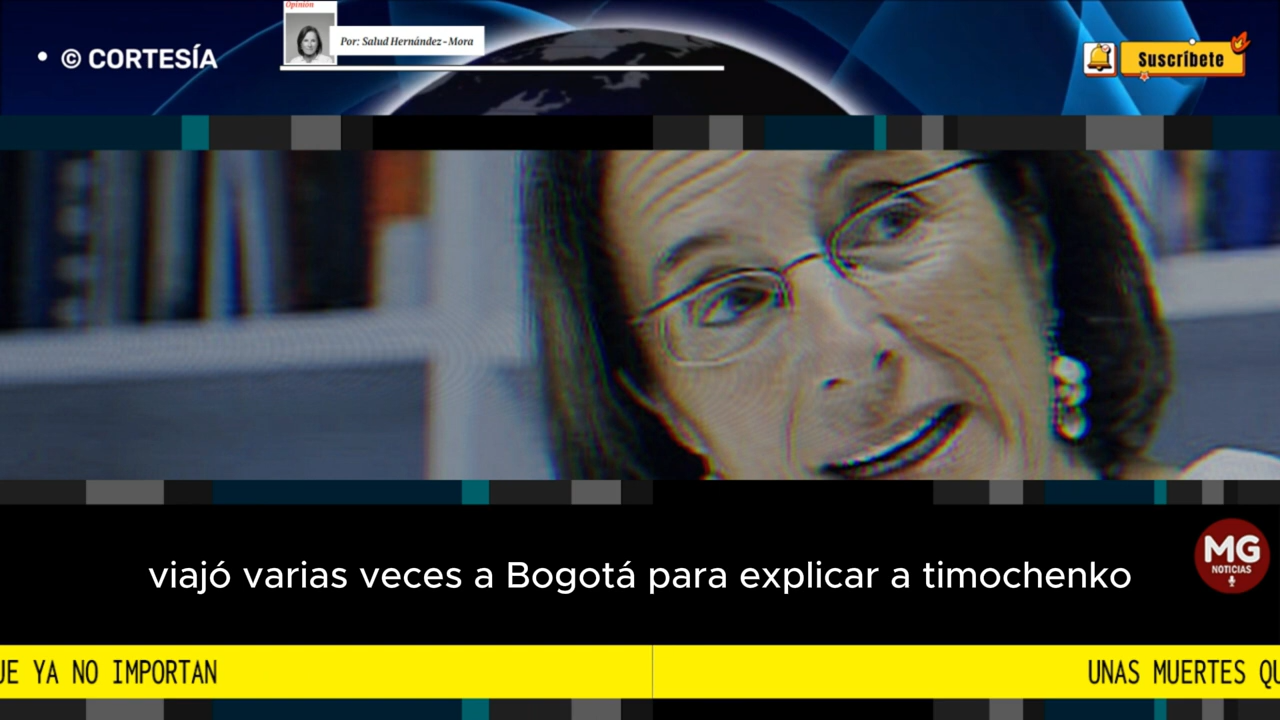 Opinión
• © CORTESÍA
Por: Salud Hernández-Mora
Suscríbete
viajó varias veces a Bogotá para explicar a timochenko
MG
NOTICIAS
UE YA NO IMPORTAN
UNAS MUERTES QU